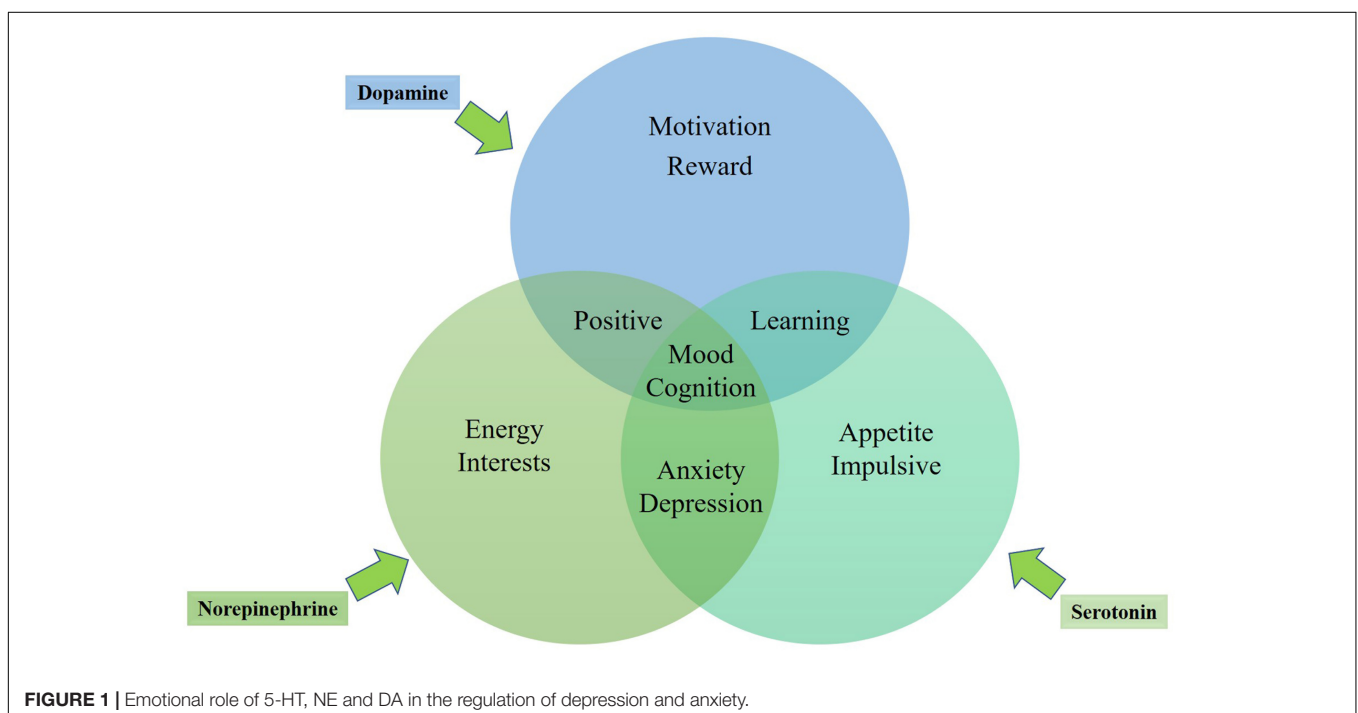 Dopamine
Motivation
Reward
Positive
Learning
Mood
Cognition
Energy
Interests
Appetite
Impulsive
Anxiety
Depression
Norepinephrine
Serotonin
FIGURE 1 | Emotional role of 5-HT, NE and DA in the regulation of depression and anxiety.